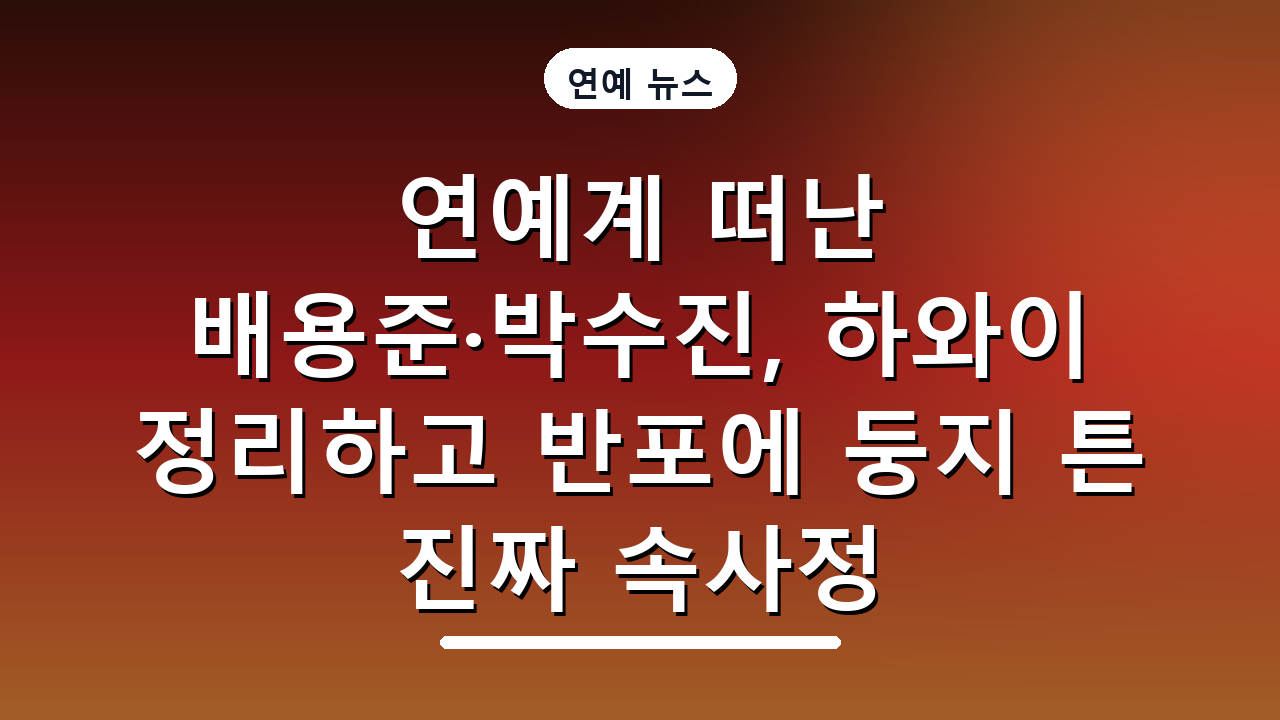 연예 뉴스
연예계 떠난
배용준·박수진, 하와이
정리하고 반포에 둥지 튼
진짜 속사정